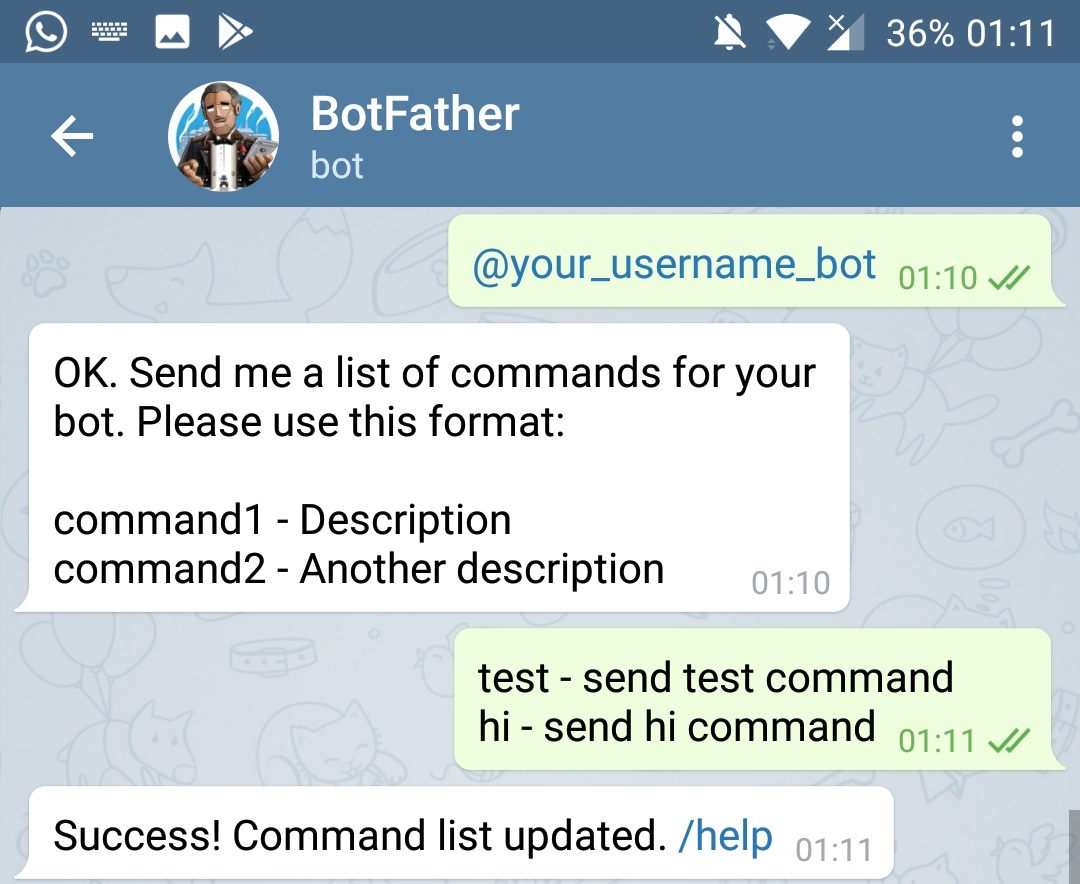 36% 01:11
BotFather
bot
@your_username_bot 01:10
OK. Send me a list of commands for your
bot. Please use this format:
command1 - Description
command2 - Another description
01:10
test - send test command
hi - send hi command 01:11
Success! Command list updated. /help 01:11